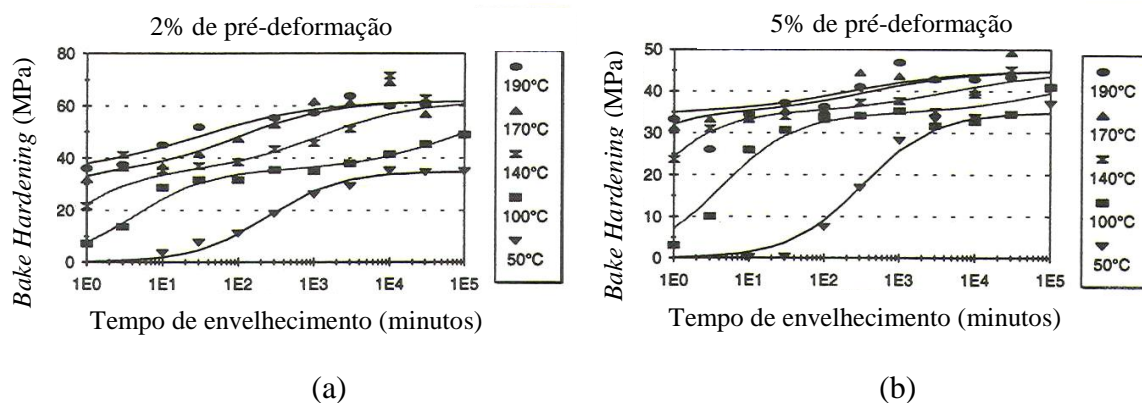 2% de pré-deformação
80
60
40
20
0
1E0 1E1 1E2 1E3 1E4 1E5
Bake Hardening (MPa)
Tempo de envelhecimento (minutos)
190°C
170°C
140°C
100°C
50°C
(a)
5% de pré-deformação
50
40
30
20
10
0
1E0 1E1 1E2 1E3 1E4 1E5
Bake Hardening (MPa)
Tempo de envelhecimento (minutos)
190°C
170°C
140°C
100°C
50°C
(b)